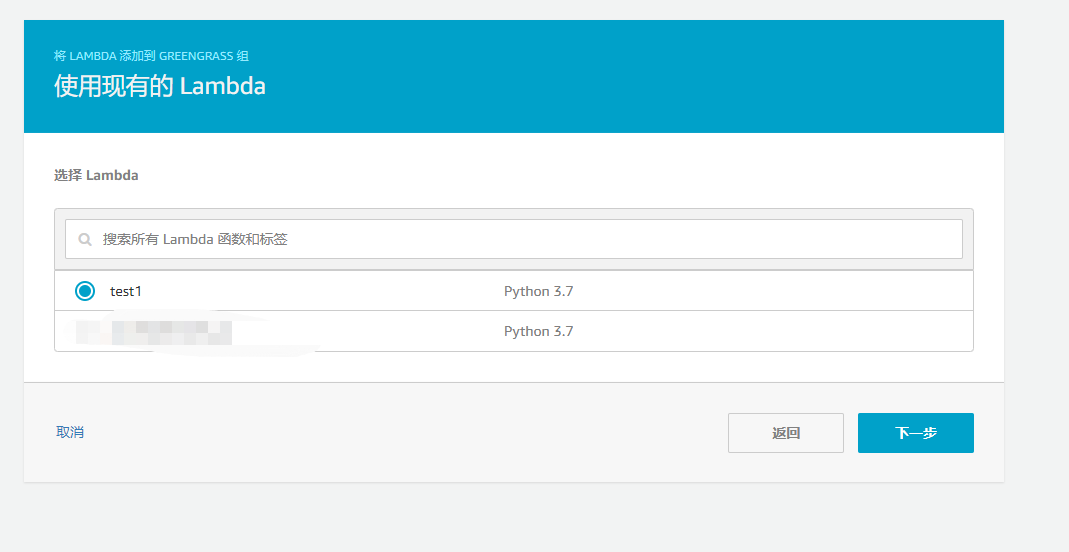 将 LAMBDA 添加到 GREENGRASS 组
使用现有的 Lambda
选择 Lambda
搜索所有 Lambda 函数和标签
test1 Python 3.7
Python 3.7
取消 返回 下一步